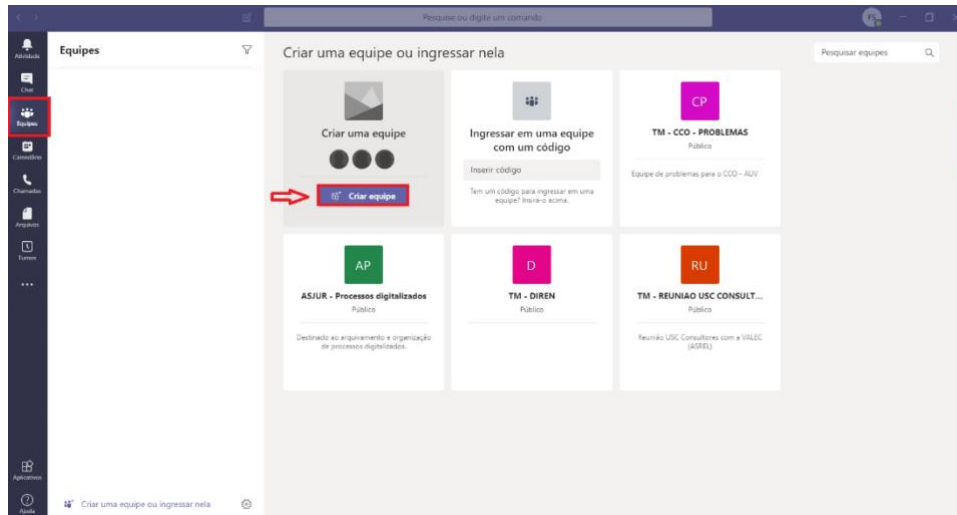 Pesquise ou digite um comando
FS
Atividade
Chat
Equipes
Calendário
Chamadas
Arquivos
Turnos
Aplicativos
Ajuda
Equipes
Criar uma equipe ou ingressar nela
Criar uma equipe ou ingressar nela
Pesquisar equipes
Criar uma equipe
Criar equipe
Ingressar em uma equipe
com um código
Inserir código
Tem um código para ingressar em uma
equipe? Insira-o acima.
CP
TM - CCO - PROBLEMAS
Público
Equipe de problemas para o CCO - AUV
AP
ASJUR - Processos digitalizados
Público
Destinado ao arquivamento e organização
de processos digitalizados.
D
TM - DIREN
Público
RU
TM - REUNIAO USC CONSULT...
Público
Reunião USC Consultores com a VALEC
(ASREL)